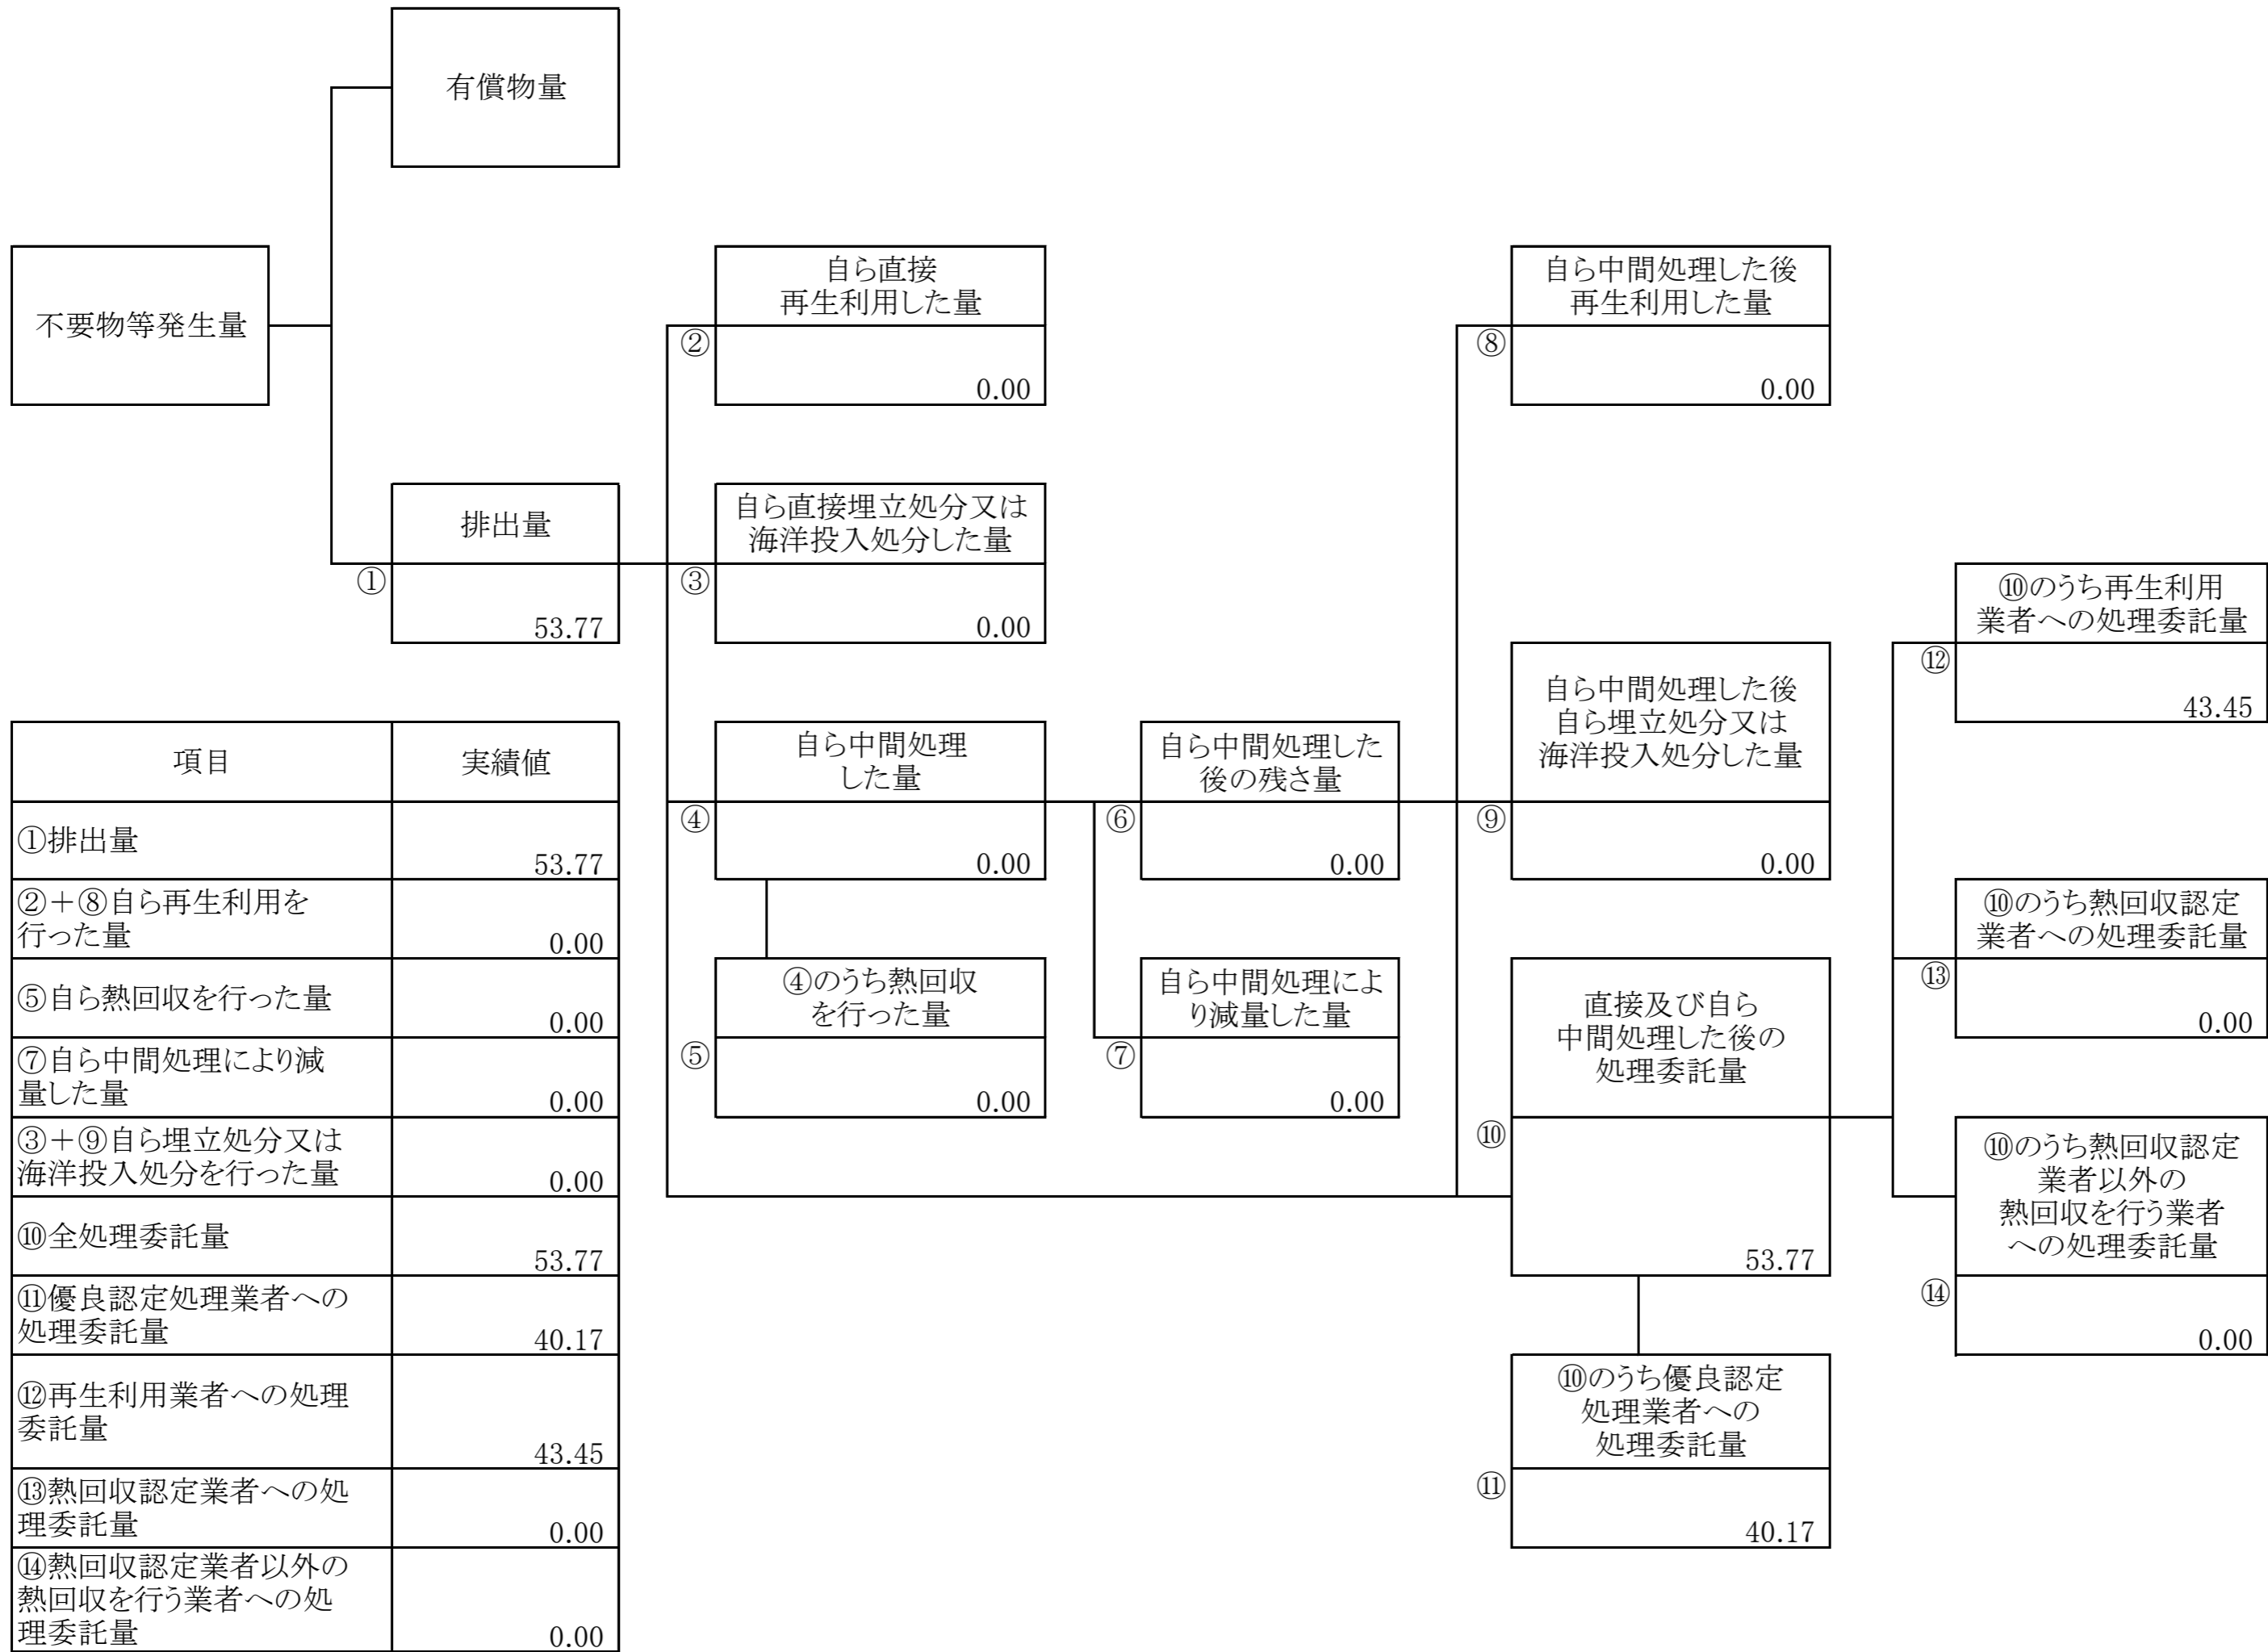 有償物量
不要物等発生量
自ら直接
再生利用した量
②
0.00
自ら中間処理した後
再生利用した量
⑧
0.00
排出量
①
53.77
自ら直接埋立処分又は
海洋投入処分した量
③
0.00
⑩のうち再生利用
業者への処理委託量
⑫
43.45
自ら中間処理
した量
④
0.00
自ら中間処理した
後の残さ量
⑥
0.00
自ら中間処理した後
自ら埋立処分又は
海洋投入処分した量
⑨
0.00
⑩のうち熱回収認定
業者への処理委託量
⑬
0.00
④のうち熱回収
を行った量
⑤
0.00
自ら中間処理によ
り減量した量
⑦
0.00
直接及び自ら
中間処理した後の
処理委託量
⑩
53.77
⑩のうち熱回収認定
業者以外の
熱回収を行う業者
への処理委託量
⑭
0.00
⑩のうち優良認定
処理業者への
処理委託量
⑪
40.17
項目 実績値
①排出量
53.77
②＋⑧自ら再生利用を
行った量
0.00
⑤自ら熱回収を行った量
0.00
⑦自ら中間処理により減
量した量
0.00
③＋⑨自ら埋立処分又は
海洋投入処分を行った量
0.00
⑩全処理委託量
53.77
⑪優良認定処理業者への
処理委託量
40.17
⑫再生利用業者への処理
委託量
43.45
⑬熱回収認定業者への処
理委託量
0.00
⑭熱回収認定業者以外の
熱回収を行う業者への処
理委託量
0.00